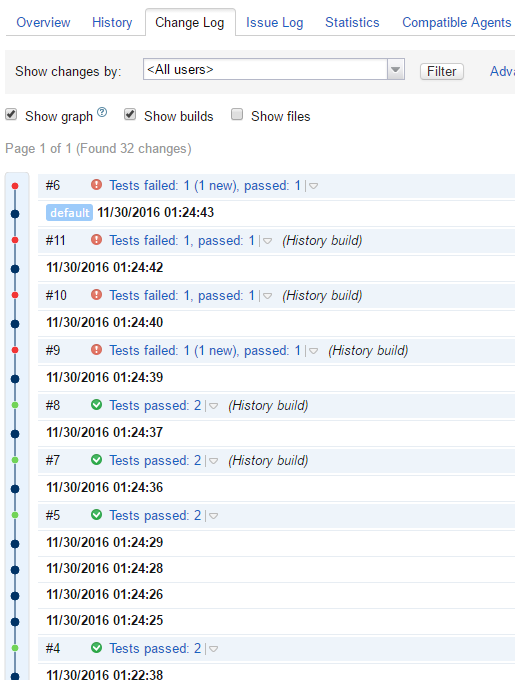 Overview History Change Log Issue Log Statistics Compatible Agents
Show changes by: <All users> Filter Adva
Show graph ? Show builds Show files
Page 1 of 1 (Found 32 changes)
#6 Tests failed: 1 (1 new), passed: 1
default 11/30/2016 01:24:43
#11 Tests failed: 1, passed: 1 (History build)
11/30/2016 01:24:42
#10 Tests failed: 1, passed: 1 (History build)
11/30/2016 01:24:40
#9 Tests failed: 1 (1 new), passed: 1 (History build)
11/30/2016 01:24:39
#8 Tests passed: 2 (History build)
11/30/2016 01:24:37
#7 Tests passed: 2 (History build)
11/30/2016 01:24:36
#5 Tests passed: 2
11/30/2016 01:24:29
11/30/2016 01:24:28
11/30/2016 01:24:26
11/30/2016 01:24:25
#4 Tests passed: 2
11/30/2016 01:22:38